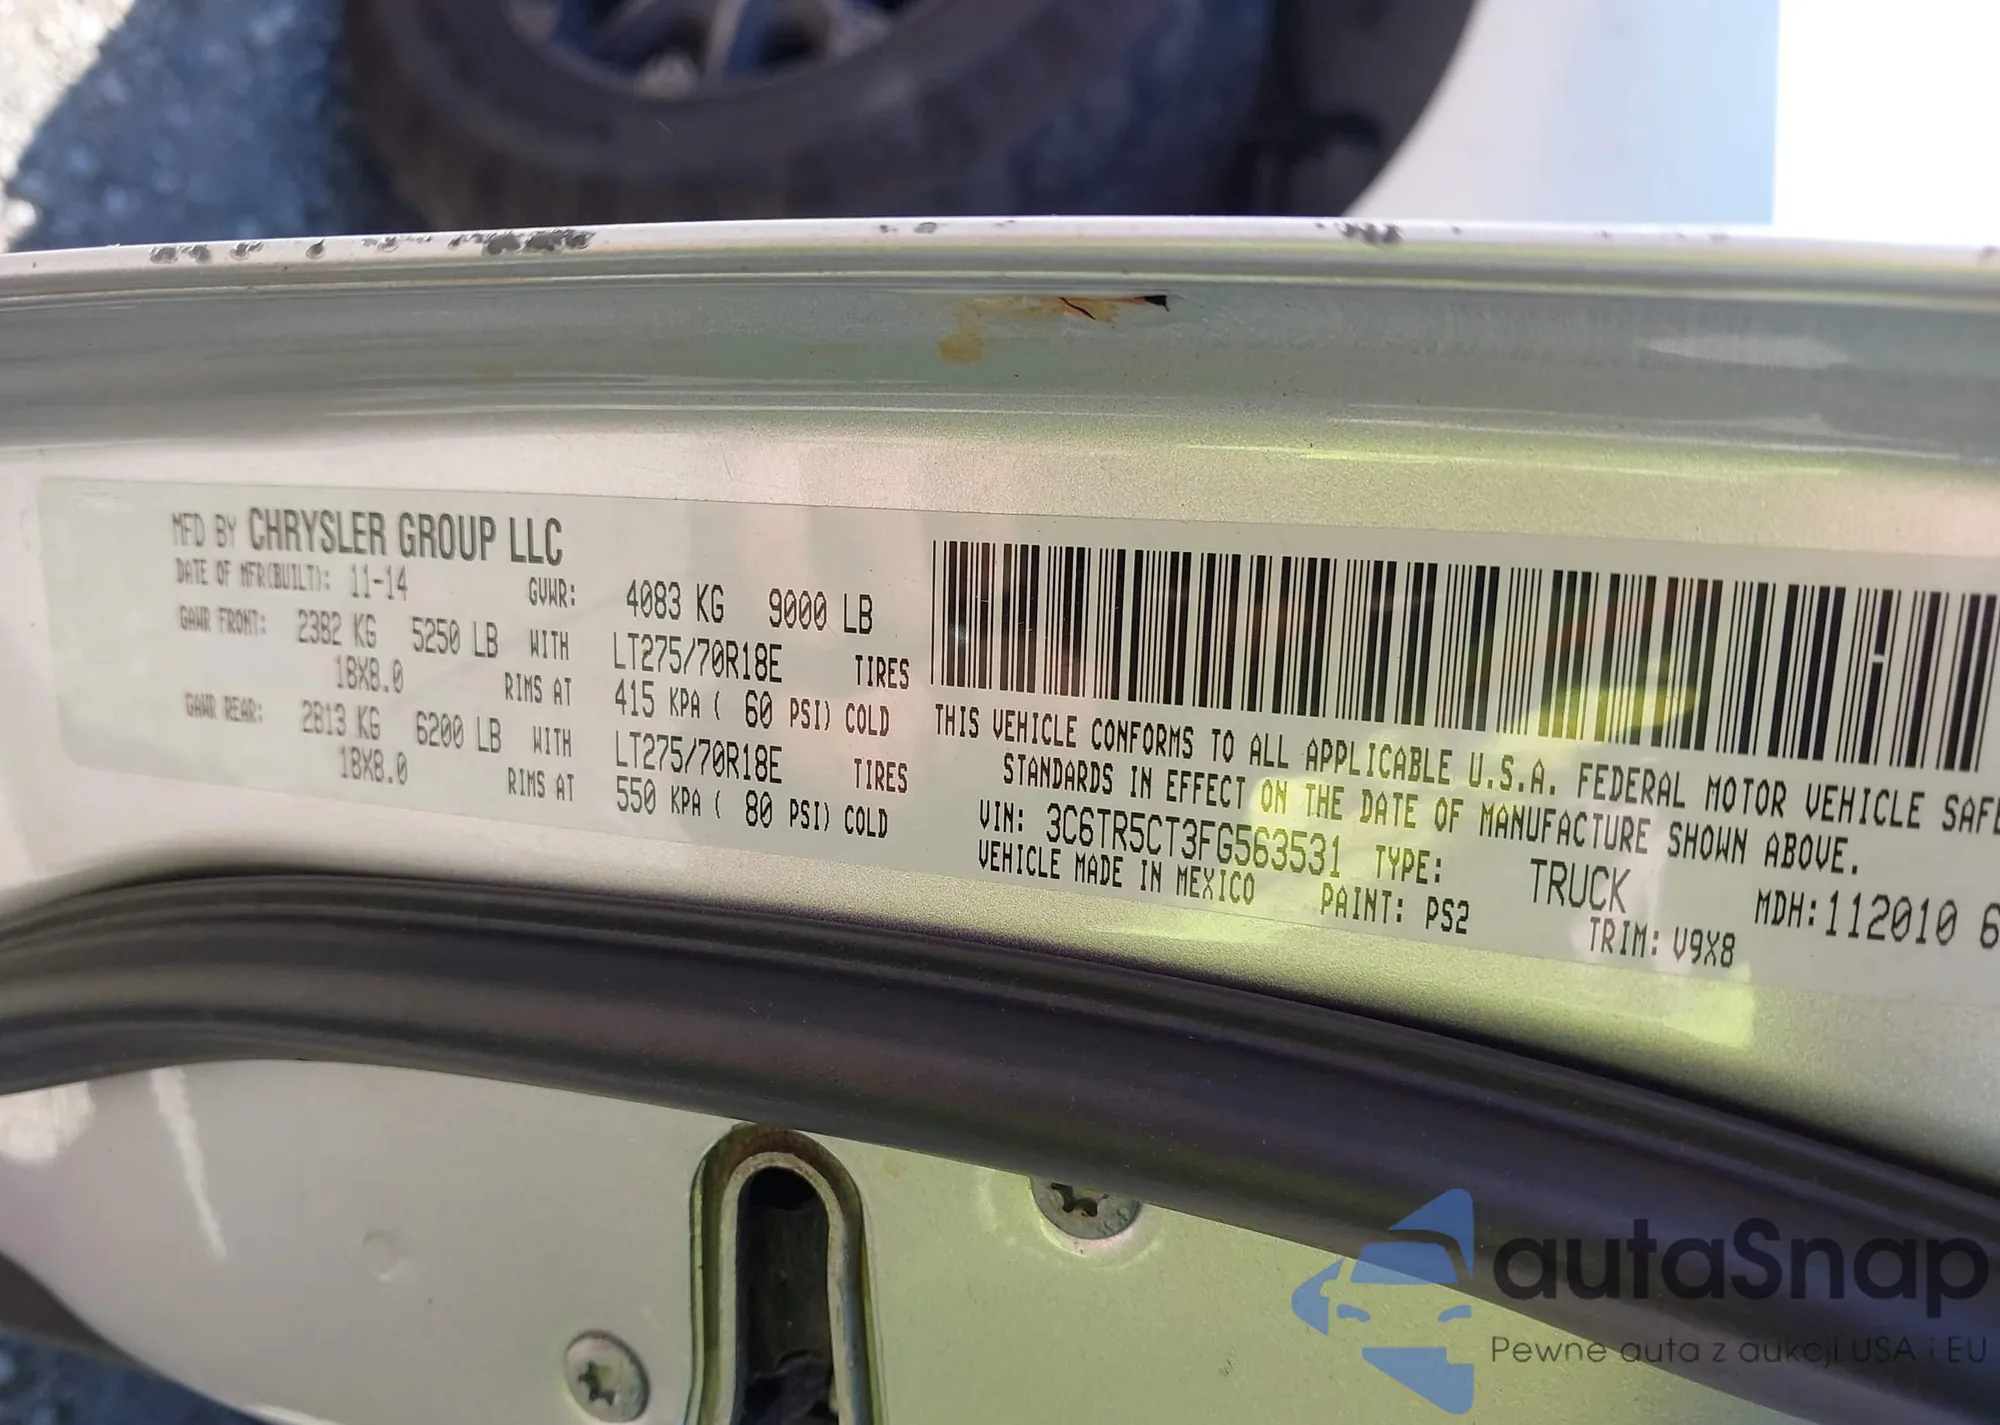 MFD BY CHRYSLER GROUP LLC
DATE OF MFR(BUILT): 11-14 GVWR: 4083 KG 9000 LB
GAWR FRONT: 2382 KG 5250 LB WITH LT275/70R18E TIRES
18X8.0 RIMS AT 415 KPA ( 60 PSI) COLD
GAWR REAR: 2813 KG 6200 LB WITH LT275/70R18E TIRES
18X8.0 RIMS AT 550 KPA ( 80 PSI) COLD
THIS VEHICLE CONFORMS TO ALL APPLICABLE U.S.A. FEDERAL MOTOR VEHICLE SAFE
STANDARDS IN EFFECT ON THE DATE OF MANUFACTURE SHOWN ABOVE.
VIN: 3C6TR5CT3FG563531 TYPE: TRUCK MDH:112010 6
VEHICLE MADE IN MEXICO PAINT: PS2 TRIM: V9X8
autaSnap
Pewne auta z aukcji USA i EU